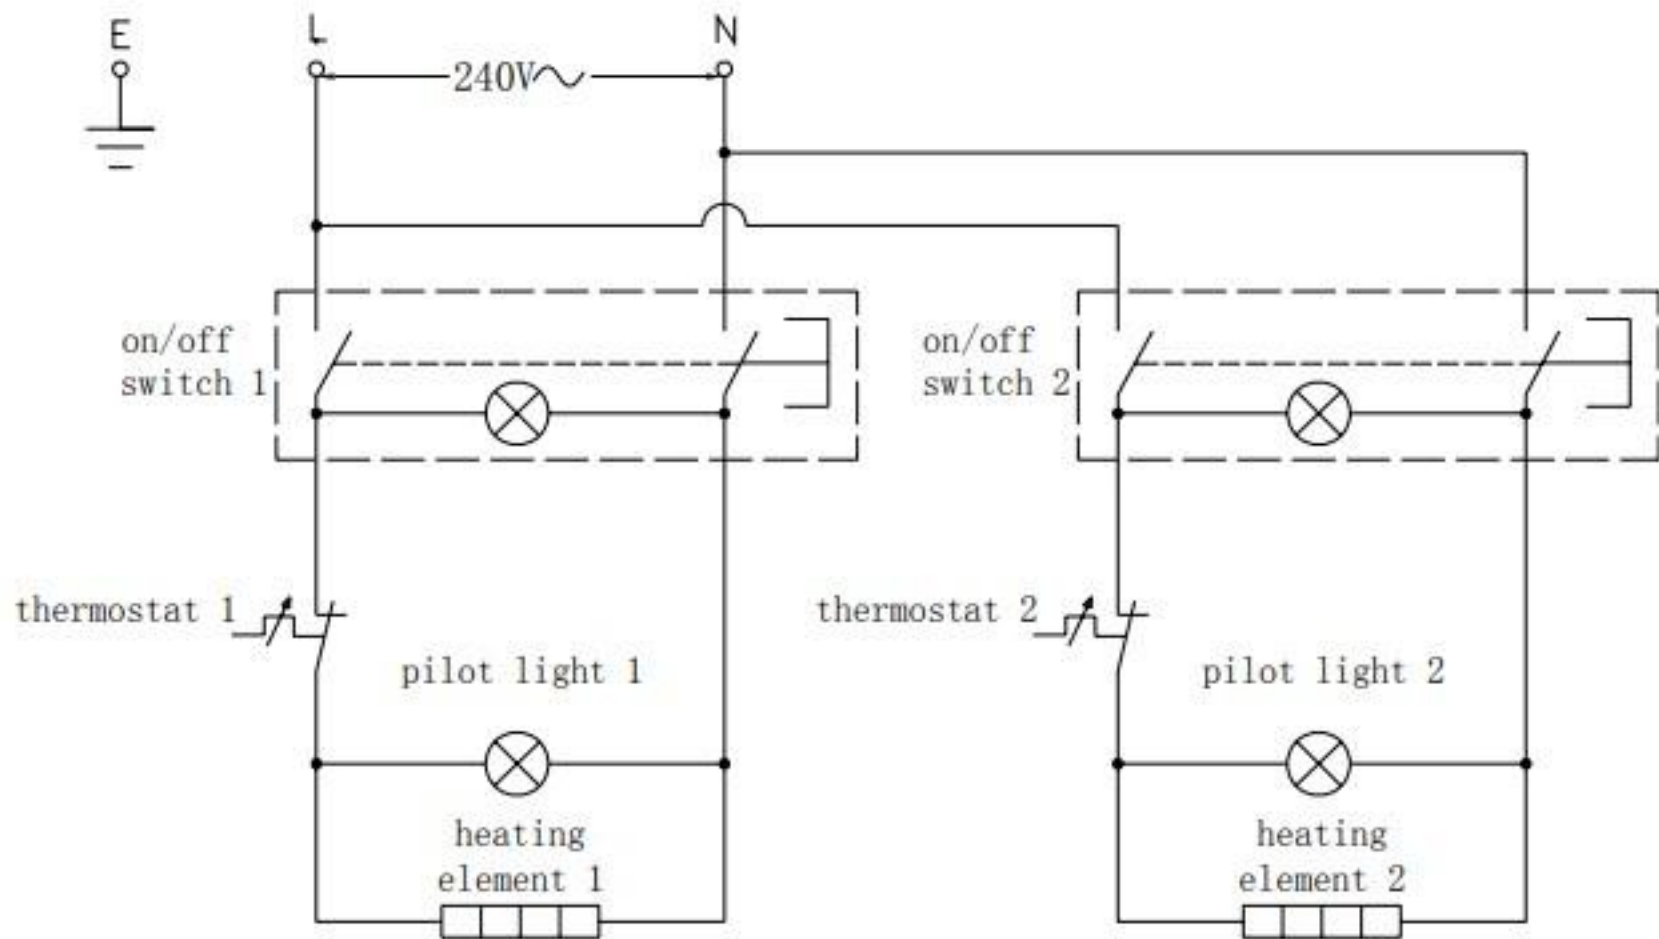 E
L
N
240V~
on/off
switch 1
on/off
switch 2
thermostat 1
thermostat 2
pilot light 1
pilot light 2
heating
element 1
heating
element 2